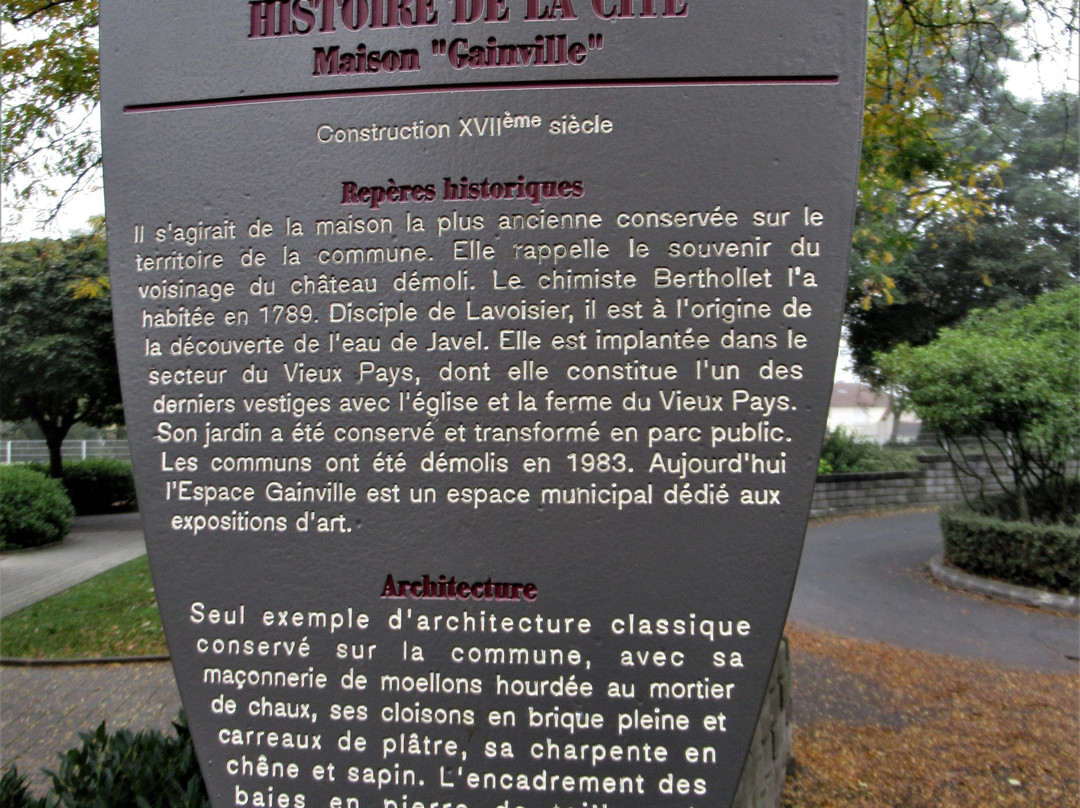 HISTOIRE DE LA CITÉ
Maison "Gainville"
Construction XVIIème siècle
Repères historiques
Il s'agirait de la maison la plus ancienne conservée sur le
territoire de la commune. Elle rappelle le souvenir du
voisinage du château démoli. Le chimiste Berthollet l'a
habitée en 1789. Disciple de Lavoisier, il est à l'origine de
la découverte de l'eau de Javel. Elle est implantée dans le
secteur du Vieux Pays, dont elle constitue l'un des
derniers vestiges avec l'église et la ferme du Vieux Pays.
Son jardin a été conservé et transformé en parc public.
Les communs ont été démolis en 1983. Aujourd'hui
l'Espace Gainville est un espace municipal dédié aux
expositions d'art.
Architecture
Seul exemple d'architecture classique
conservé sur la commune, avec sa
maçonnerie de moellons hourdée au mortier
de chaux, ses cloisons en brique pleine et
carreaux de plâtre, sa charpente en
chêne et sapin. L'encadrement des
baies en pierre de